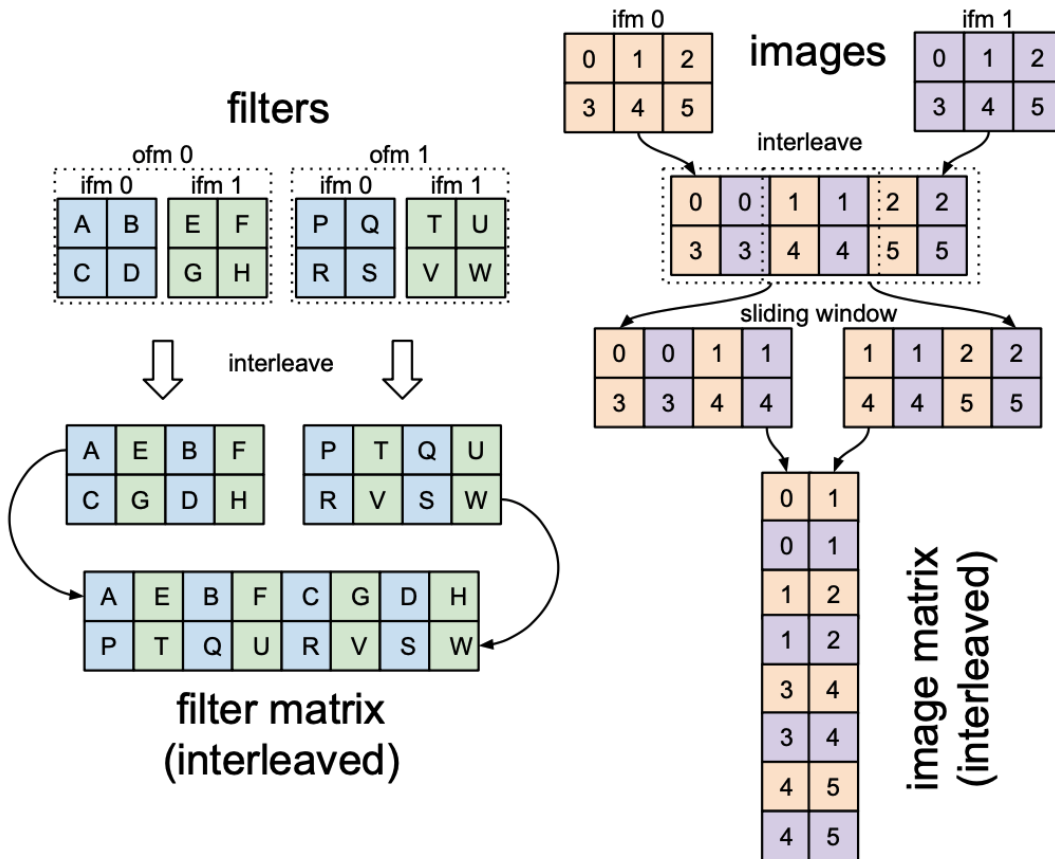 filters
ofm 0
ofm 1
ifm 0
ifm 1
ifm 0
ifm 1
A B E F P Q T U
C D G H R S V W
interleave
A E B F P T Q U
C G D H R V S W
A E B F C G D H
P T Q U R V S W
filter matrix
(interleaved)
ifm 0
images
ifm 1
0 1 2
3 4 5
0 1 2
3 4 5
interleave
0 0 1 1 2 2
3 3 4 4 5 5
sliding window
0 0 1 1
3 3 4 4
1 1 2 2
4 4 5 5
0 1
0 1
1 2
1 2
3 4
3 4
4 5
4 5
image matrix
(interleaved)